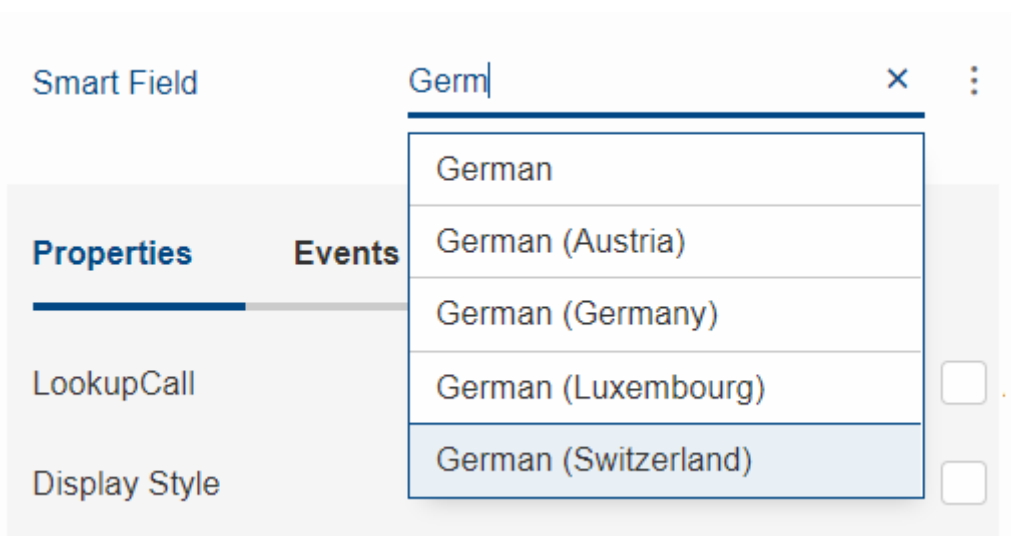 Smart Field
Germ
German
German (Austria)
German (Germany)
German (Luxembourg)
German (Switzerland)
Properties
Events
LookupCall
Display Style